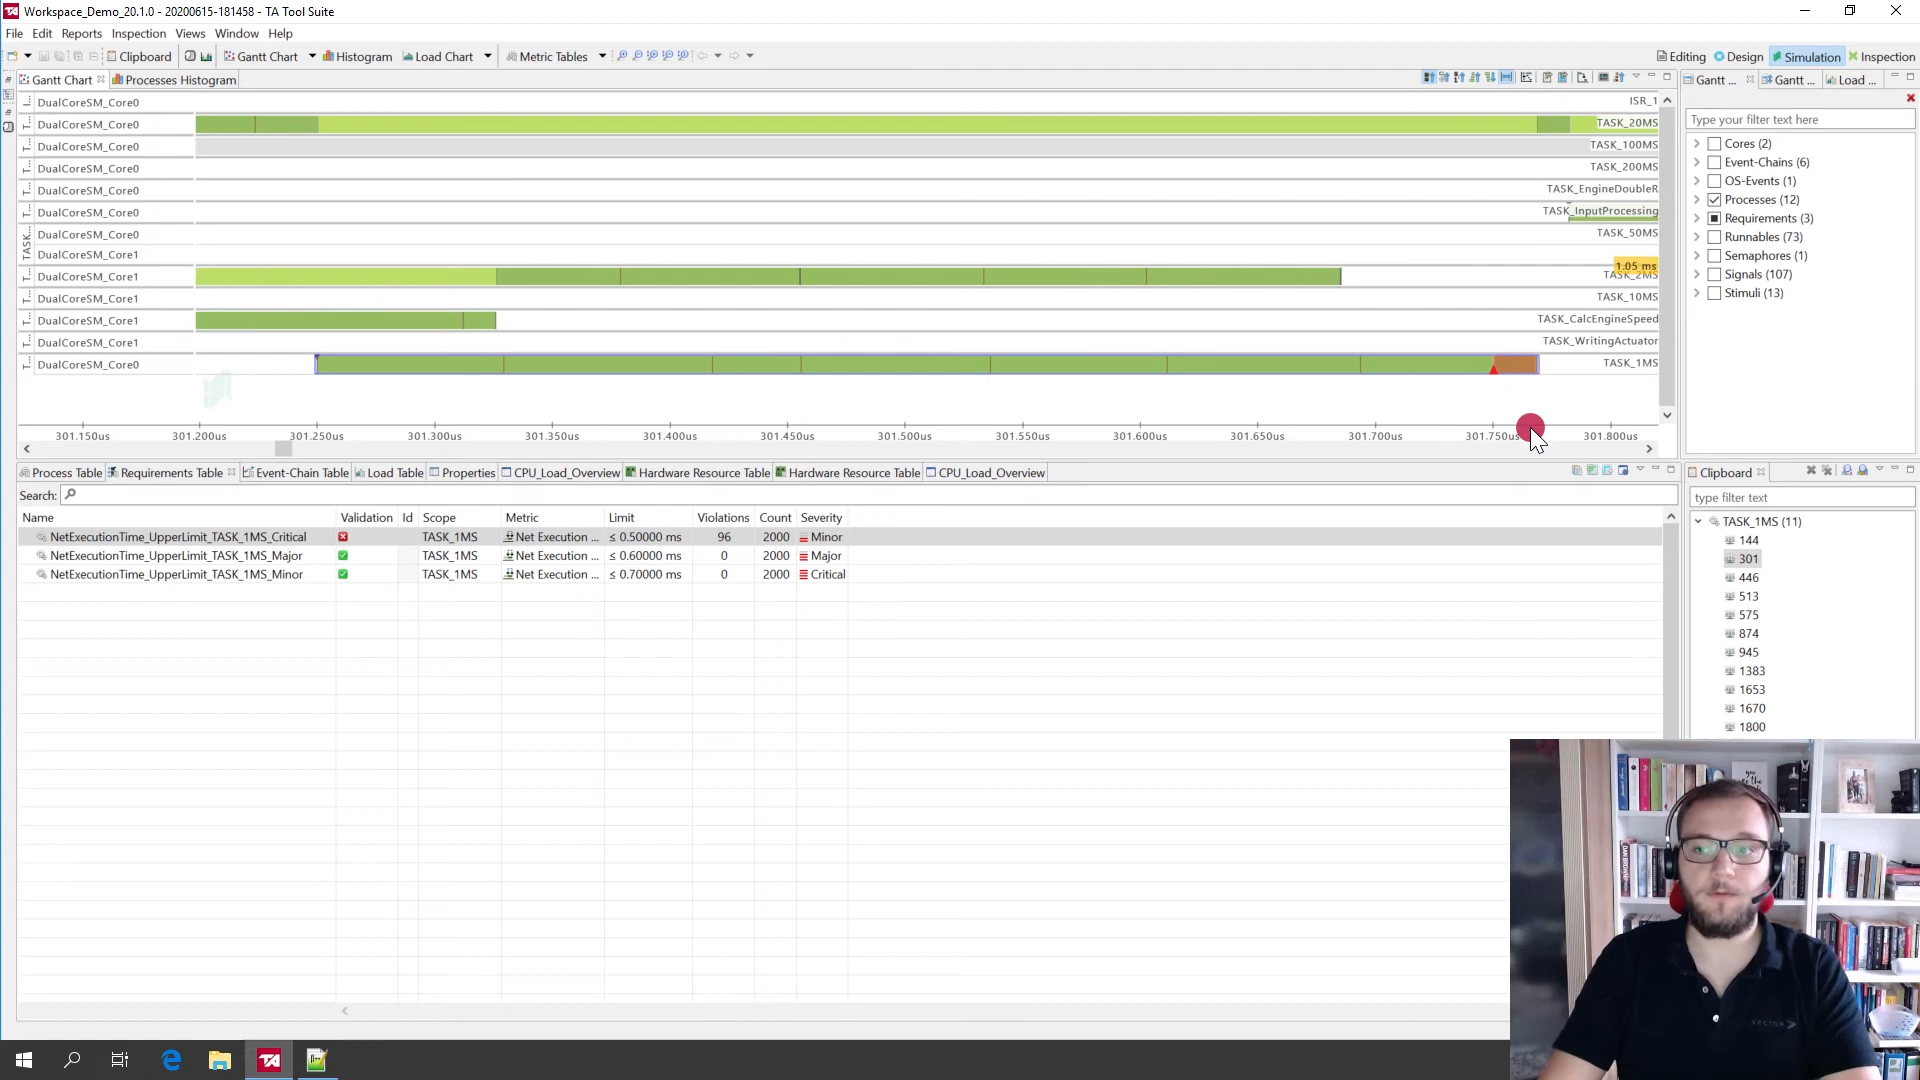 Workspace_Demo_20.1.0 - 20200615-181458 - TA Tool Suite
File Edit Reports Inspection Views Window Help
Clipboard Gantt Chart Histogram Load Chart Metric Tables Editing Design Simulation Inspection
Gantt Chart Processes Histogram
DualCoreSM_Core0 ISR_1
DualCoreSM_Core0 TASK_20MS
DualCoreSM_Core0 TASK_100MS
DualCoreSM_Core0 TASK_200MS
DualCoreSM_Core0 TASK_EngineDoubleR
DualCoreSM_Core0 TASK_InputProcessing
DualCoreSM_Core0 TASK_50MS
DualCoreSM_Core1
1.05 ms
DualCoreSM_Core1 TASK_2MS
DualCoreSM_Core1 TASK_10MS
DualCoreSM_Core1 TASK_CalcEngineSpeed
DualCoreSM_Core1 TASK_WritingActuator
DualCoreSM_Core0 TASK_1MS
TASK..
301.150us 301.200us 301.250us 301.300us 301.350us 301.400us 301.450us 301.500us 301.550us 301.600us 301.650us 301.700us 301.750us 301.800us
Gantt ... Gantt ... Load ...
Type your filter text here
Cores (2)
Event-Chains (6)
OS-Events (1)
Processes (12)
Requirements (3)
Runnables (73)
Semaphores (1)
Signals (107)
Stimuli (13)
Process Table Requirements Table Event-Chain Table Load Table Properties CPU_Load_Overview Hardware Resource Table Hardware Resource Table CPU_Load_Overview
Search:
Name Validation Id Scope Metric Limit Violations Count Severity
NetExecutionTime_UpperLimit_TASK_1MS_Critical TASK_1MS Net Execution ... ≤ 0.50000 ms 96 2000 Minor
NetExecutionTime_UpperLimit_TASK_1MS_Major TASK_1MS Net Execution ... ≤ 0.60000 ms 0 2000 Major
NetExecutionTime_UpperLimit_TASK_1MS_Minor TASK_1MS Net Execution ... ≤ 0.70000 ms 0 2000 Critical
Clipboard
type filter text
TASK_1MS (11)
144
301
446
513
575
874
945
1383
1653
1670
1800
VECTOR
TA